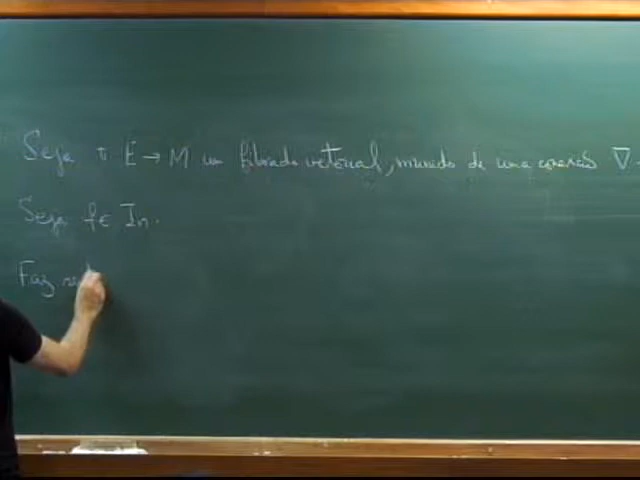 Seja π E → M um fibrado vetorial, munido de uma conexão ∇
Seja f ∈ In.
Faz